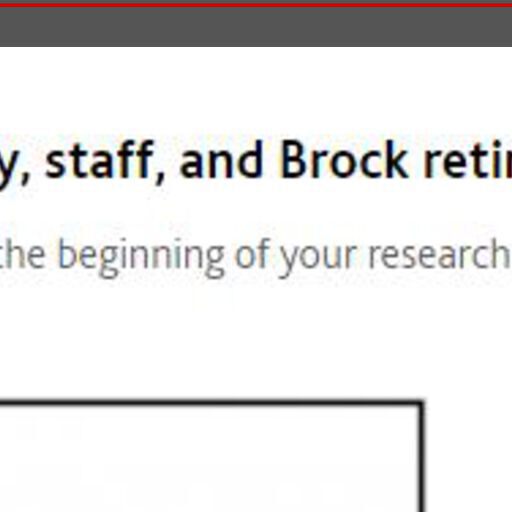 y, staff, and Brock reti
the beginning of your research